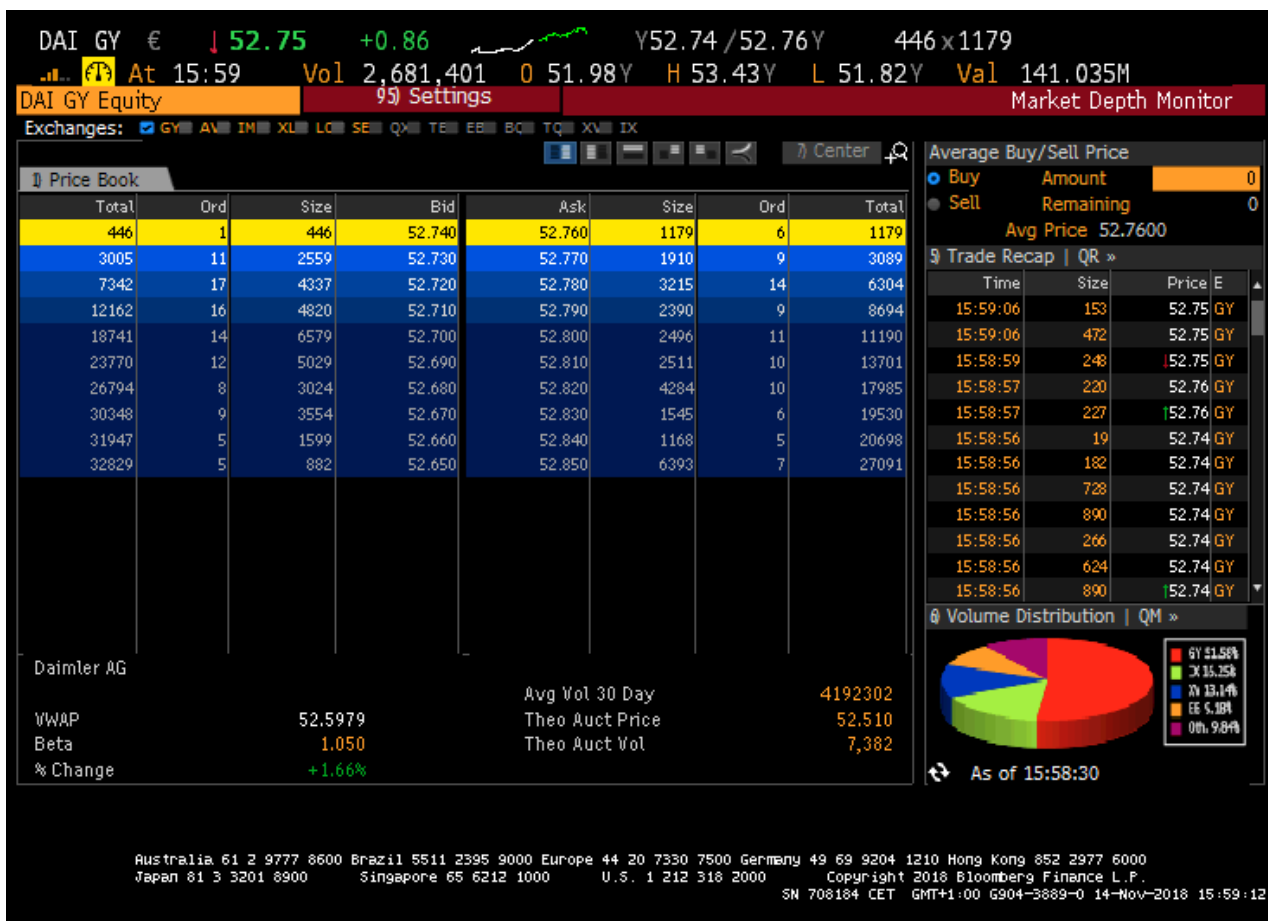 DAI GY € ↓52.75 +0.86 Y52.74/52.76Y 446x1179
At 15:59 Vol 2,681,401 O 51.98Y H 53.43Y L 51.82Y Val 141.035M
DAI GY Equity 95) Settings Market Depth Monitor
Exchanges: GY AV IM XL LO SE QX TE EB BQ TQ XV IX
7) Center
1) Price Book
Total Ord Size Bid Ask Size Ord Total
446 1 446 52.740 52.760 1179 6 1179
3005 11 2559 52.730 52.770 1910 9 3089
7342 17 4337 52.720 52.780 3215 14 6304
12162 16 4820 52.710 52.790 2390 9 8694
18741 14 6579 52.700 52.800 2496 11 11190
23770 12 5029 52.690 52.810 2511 10 13701
26794 8 3024 52.680 52.820 4284 10 17985
30348 9 3554 52.670 52.830 1545 6 19530
31947 5 1599 52.660 52.840 1168 5 20698
32829 5 882 52.650 52.850 6393 7 27091
Average Buy/Sell Price
Buy Amount 0
Sell Remaining 0
Avg Price 52.7600
5) Trade Recap | QR »
Time Size Price E
15:59:06 153 52.75 GY
15:59:06 472 52.75 GY
15:58:59 248 ↓52.75 GY
15:58:57 220 52.76 GY
15:58:57 227 ↑52.76 GY
15:58:56 19 52.74 GY
15:58:56 182 52.74 GY
15:58:56 728 52.74 GY
15:58:56 890 52.74 GY
15:58:56 266 52.74 GY
15:58:56 624 52.74 GY
15:58:56 890 ↑52.74 GY
6) Volume Distribution | QM »
GY 51.58%
15.25%
XV 13.14%
EE 5.18%
Oth. 9.84%
As of 15:58:30
Daimler AG
Avg Vol 30 Day 4192302
VWAP 52.5979 Theo Auct Price 52.510
Beta 1.050 Theo Auct Vol 7,382
% Change +1.66%
Australia 61 2 9777 8600 Brazil 5511 2395 9000 Europe 44 20 7330 7500 Germany 49 69 9204 1210 Hong Kong 852 2977 6000
Japan 81 3 3201 8900 Singapore 65 6212 1000 U.S. 1 212 318 2000 Copyright 2018 Bloomberg Finance L.P.
SN 708184 CET GMT+1:00 G904-3889-0 14-Nov-2018 15:59:12